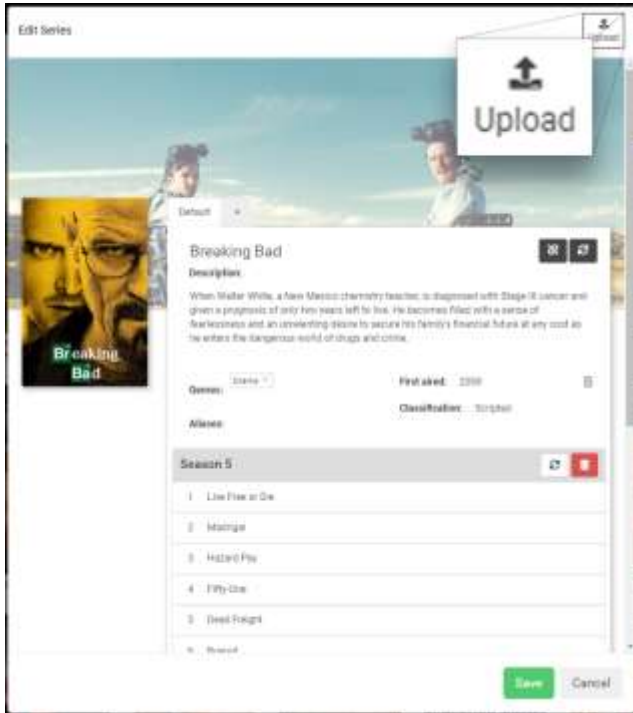 Edit Series
Upload
Upload
Default +
Breaking Bad
Description:
When Walter White, a New Mexico chemistry teacher, is diagnosed with Stage III cancer and
given a prognosis of only two years left to live. He becomes filled with a sense of
fearlessness and an unrelenting desire to secure his family's financial future at any cost as
he enters the dangerous world of drugs and crime.
Breaking
Bad
Genres: Drama
First aired: 2008
Classification: Scripted
Aliases:
Season 5
1 Live Free or Die
2 Madrigal
3 Hazard Pay
4 Fifty-One
5 Dead Freight
6 Buyout
Save Cancel